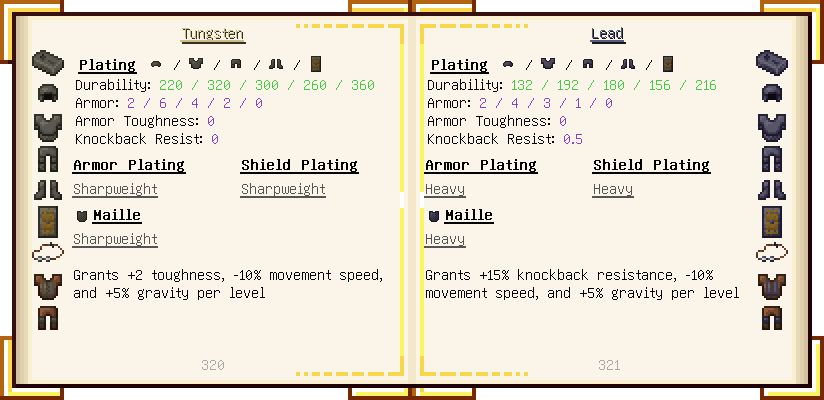 Tungsten
Plating / / / /
Durability: 220 / 320 / 300 / 260 / 360
Armor: 2 / 6 / 4 / 2 / 0
Armor Toughness: 0
Knockback Resist: 0
Armor Plating Shield Plating
Sharpweight Sharpweight
Maille
Sharpweight
Grants +2 toughness, -10% movement speed,
and +5% gravity per level
320
Lead
Plating / / / /
Durability: 132 / 192 / 180 / 156 / 216
Armor: 2 / 4 / 3 / 1 / 0
Armor Toughness: 0
Knockback Resist: 0.5
Armor Plating Shield Plating
Heavy Heavy
Maille
Heavy
Grants +15% knockback resistance, -10%
movement speed, and +5% gravity per level
321